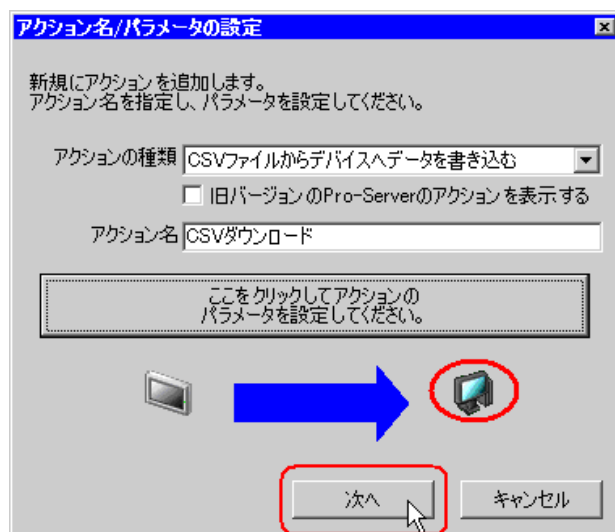 アクション名/パラメータの設定
新規にアクションを追加します。
アクション名を指定し、パラメータを設定してください。
アクションの種類 CSVファイルからデバイスへデータを書き込む
旧バージョンのPro-Serverのアクションを表示する
アクション名 CSVダウンロード
ここをクリックしてアクションの
パラメータを設定してください。
次へ キャンセル